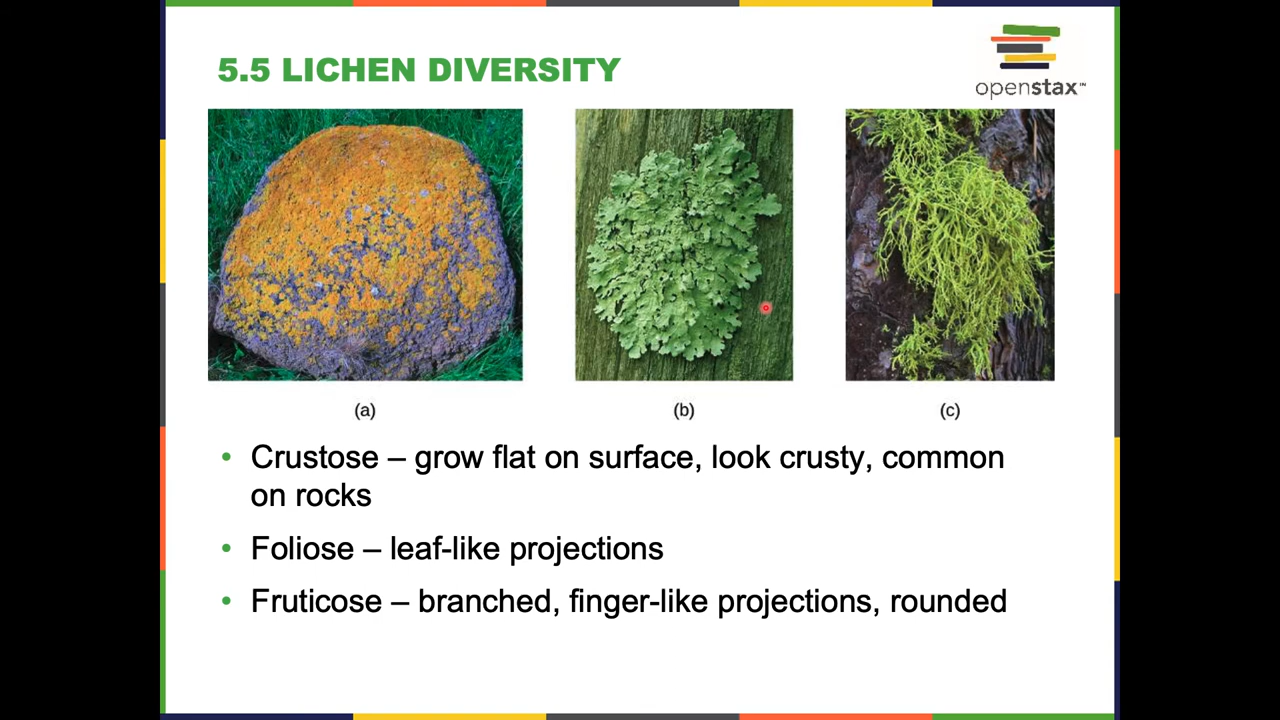 5.5 LICHEN DIVERSITY
openstax™
(a)
(b)
(c)
• Crustose – grow flat on surface, look crusty, common
on rocks
• Foliose – leaf-like projections
• Fruticose – branched, finger-like projections, rounded